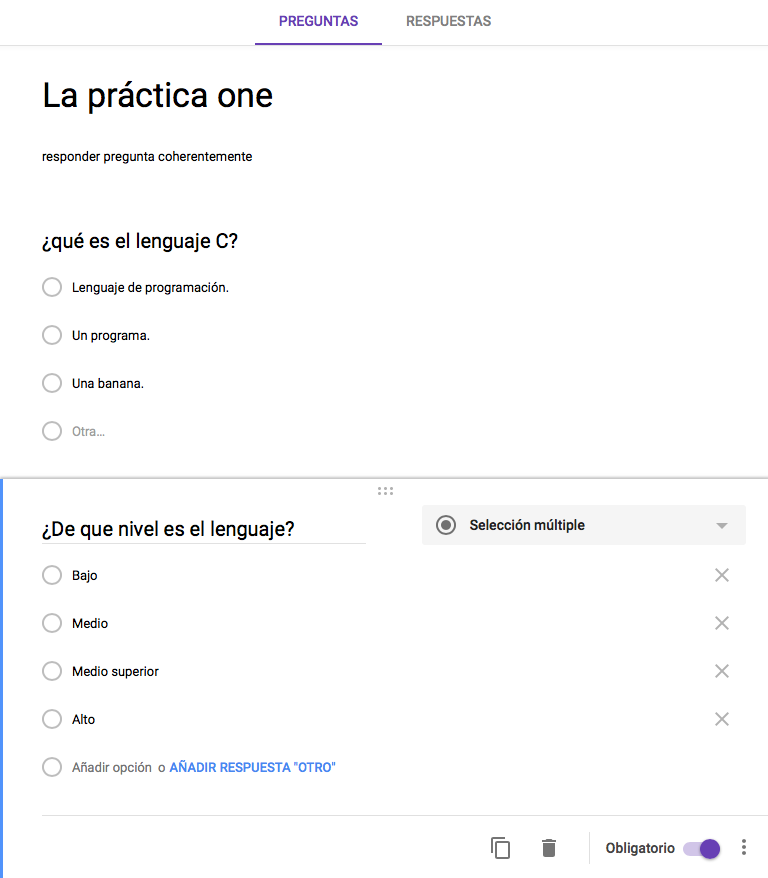 PREGUNTAS RESPUESTAS
La práctica one
responder pregunta coherentemente
¿qué es el lenguaje C?
Lenguaje de programación.
Un programa.
Una banana.
Otra...
¿De que nivel es el lenguaje? Selección múltiple
Bajo
Medio
Medio superior
Alto
Añadir opción o AÑADIR RESPUESTA "OTRO"
Obligatorio